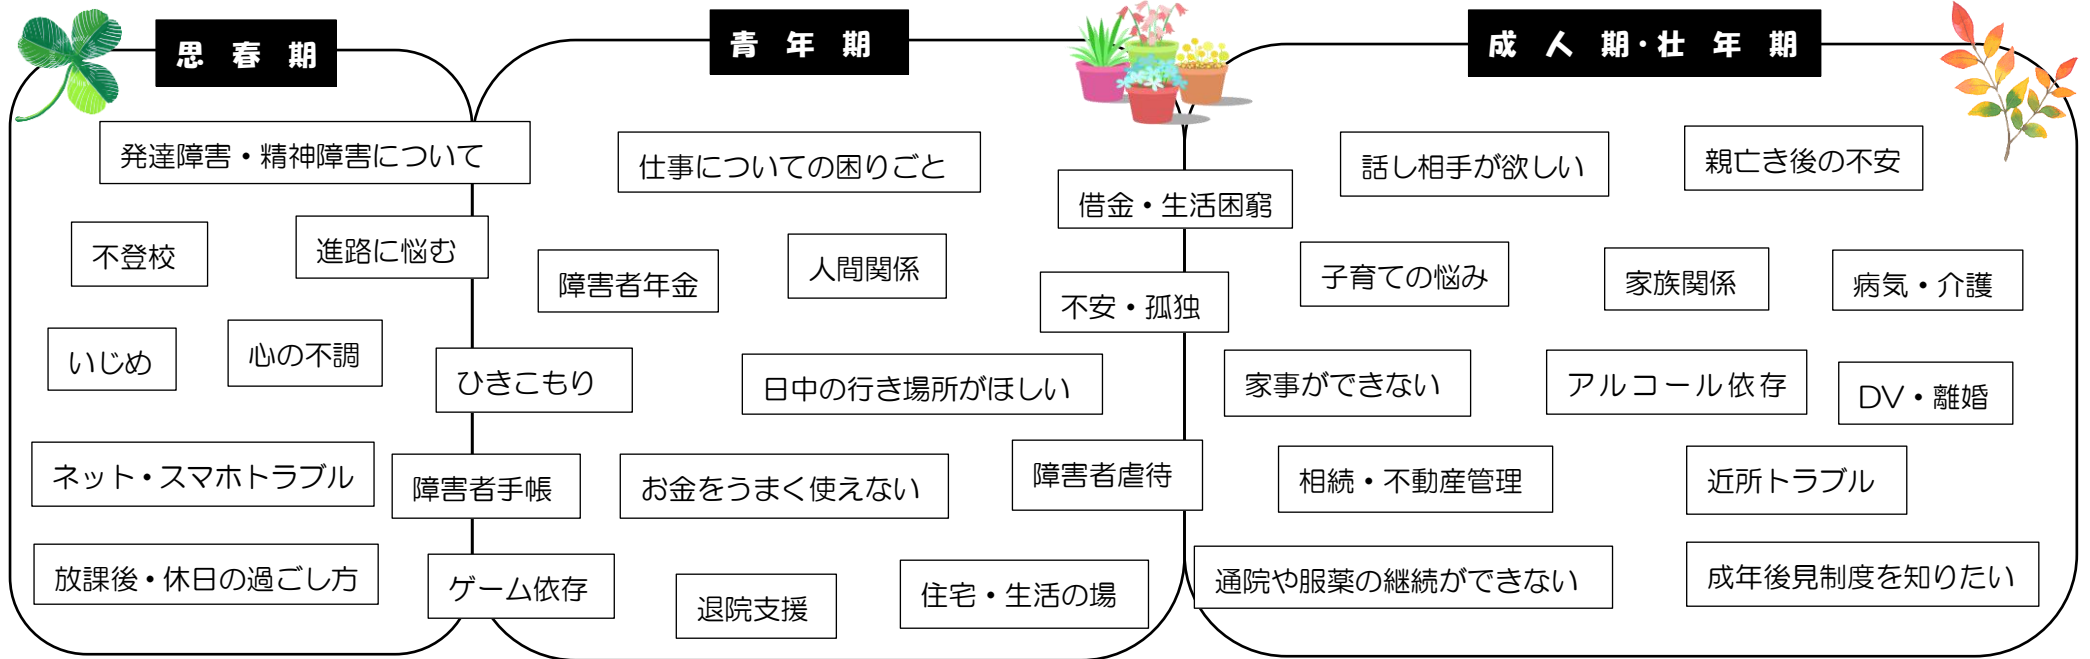 思春期
青年期
成人期・壮年期
発達障害・精神障害について
不登校
進路に悩む
いじめ
心の不調
ひきこもり
ネット・スマホトラブル
障害者手帳
放課後・休日の過ごし方
ゲーム依存
仕事についての困りごと
障害者年金
人間関係
借金・生活困窮
不安・孤独
日中の行き場所がほしい
お金をうまく使えない
障害者虐待
退院支援
住宅・生活の場
話し相手が欲しい
親亡き後の不安
子育ての悩み
家族関係
病気・介護
家事ができない
アルコール依存
DV・離婚
相続・不動産管理
近所トラブル
通院や服薬の継続ができない
成年後見制度を知りたい